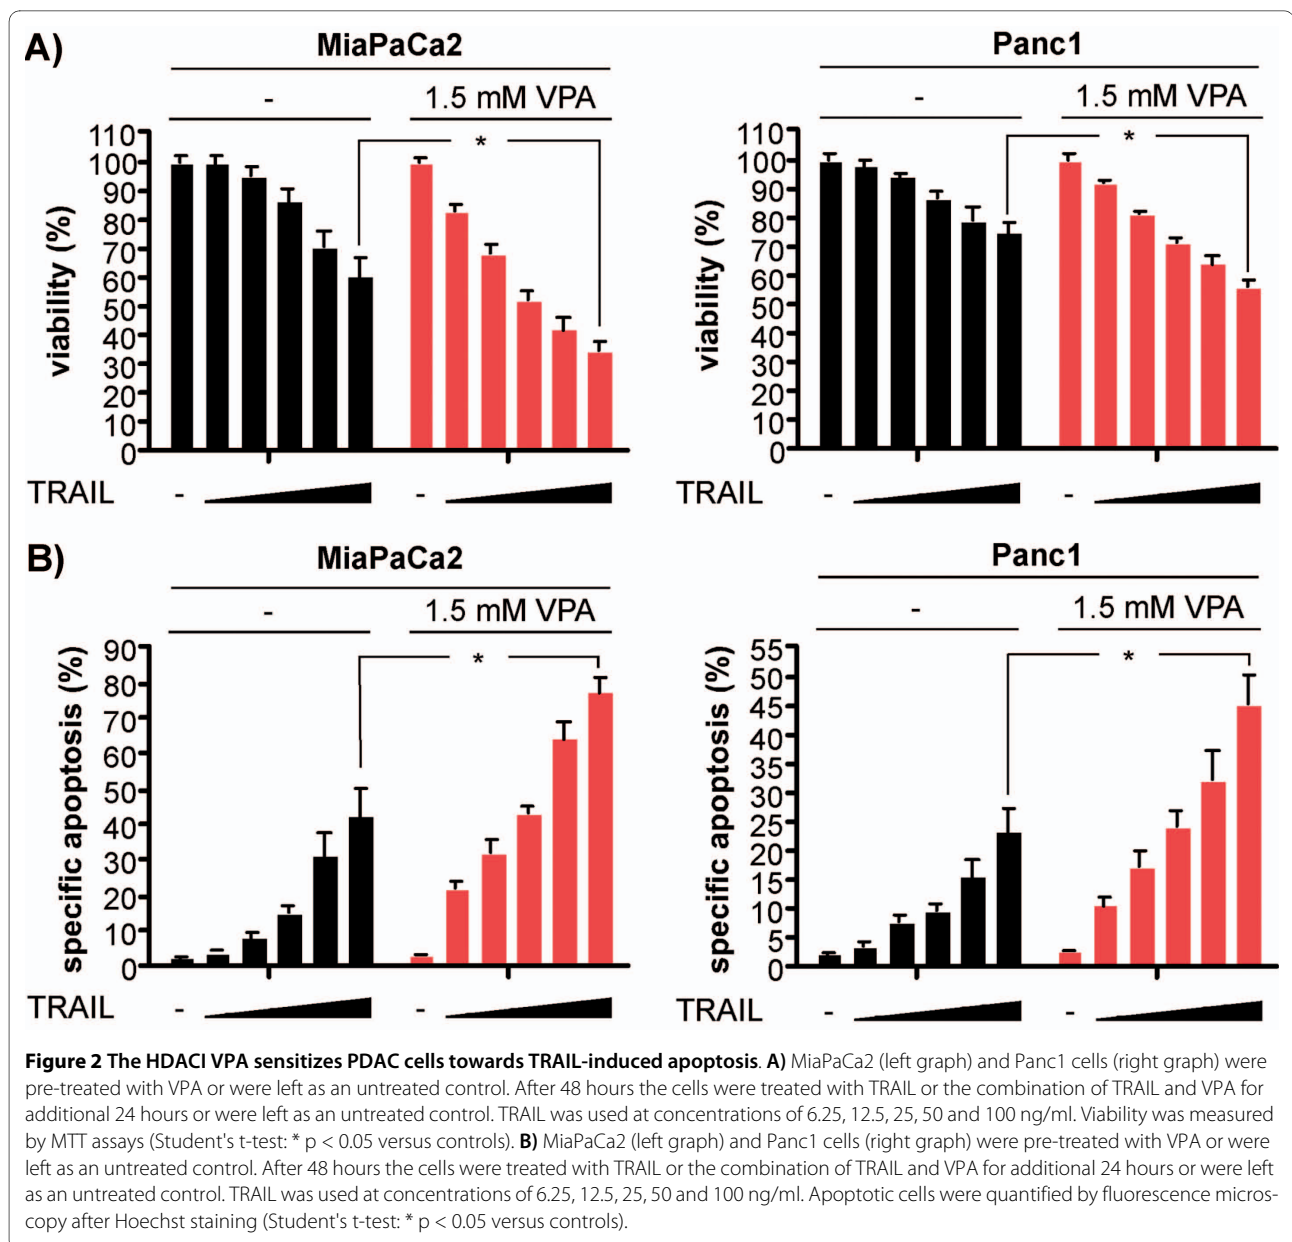 A)
MiaPaCa2
-
1.5 mM VPA
*
viability (%)
110
100
90
80
70
60
50
40
30
20
10
0
TRAIL - -
Panc1
-
1.5 mM VPA
*
viability (%)
110
100
90
80
70
60
50
40
30
20
10
0
TRAIL - -
B)
MiaPaCa2
-
1.5 mM VPA
*
specific apoptosis (%)
90
80
70
60
50
40
30
20
10
0
TRAIL - -
Panc1
-
1.5 mM VPA
*
specific apoptosis (%)
55
50
45
40
35
30
25
20
15
10
5
0
TRAIL - -
Figure 2 The HDACI VPA sensitizes PDAC cells towards TRAIL-induced apoptosis. A) MiaPaCa2 (left graph) and Panc1 cells (right graph) were
pre-treated with VPA or were left as an untreated control. After 48 hours the cells were treated with TRAIL or the combination of TRAIL and VPA for
additional 24 hours or were left as an untreated control. TRAIL was used at concentrations of 6.25, 12.5, 25, 50 and 100 ng/ml. Viability was measured
by MTT assays (Student's t-test: * p < 0.05 versus controls). B) MiaPaCa2 (left graph) and Panc1 cells (right graph) were pre-treated with VPA or were
left as an untreated control. After 48 hours the cells were treated with TRAIL or the combination of TRAIL and VPA for additional 24 hours or were left
as an untreated control. TRAIL was used at concentrations of 6.25, 12.5, 25, 50 and 100 ng/ml. Apoptotic cells were quantified by fluorescence micros-
copy after Hoechst staining (Student's t-test: * p < 0.05 versus controls).